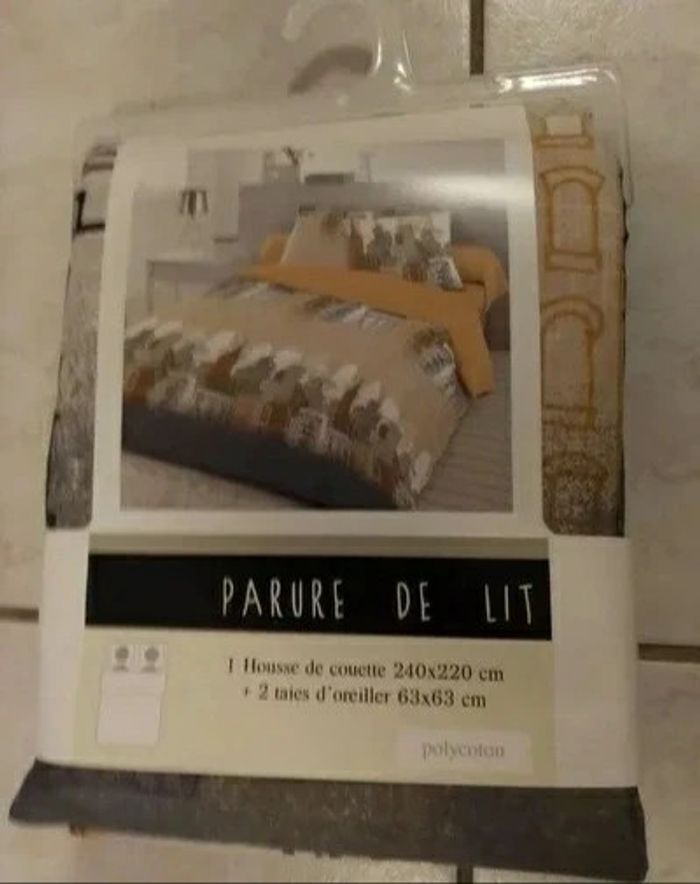 PARURE DE LIT
1 Housse de couette 240x220 cm
+ 2 taies d'oreiller 63x63 cm
polycoton